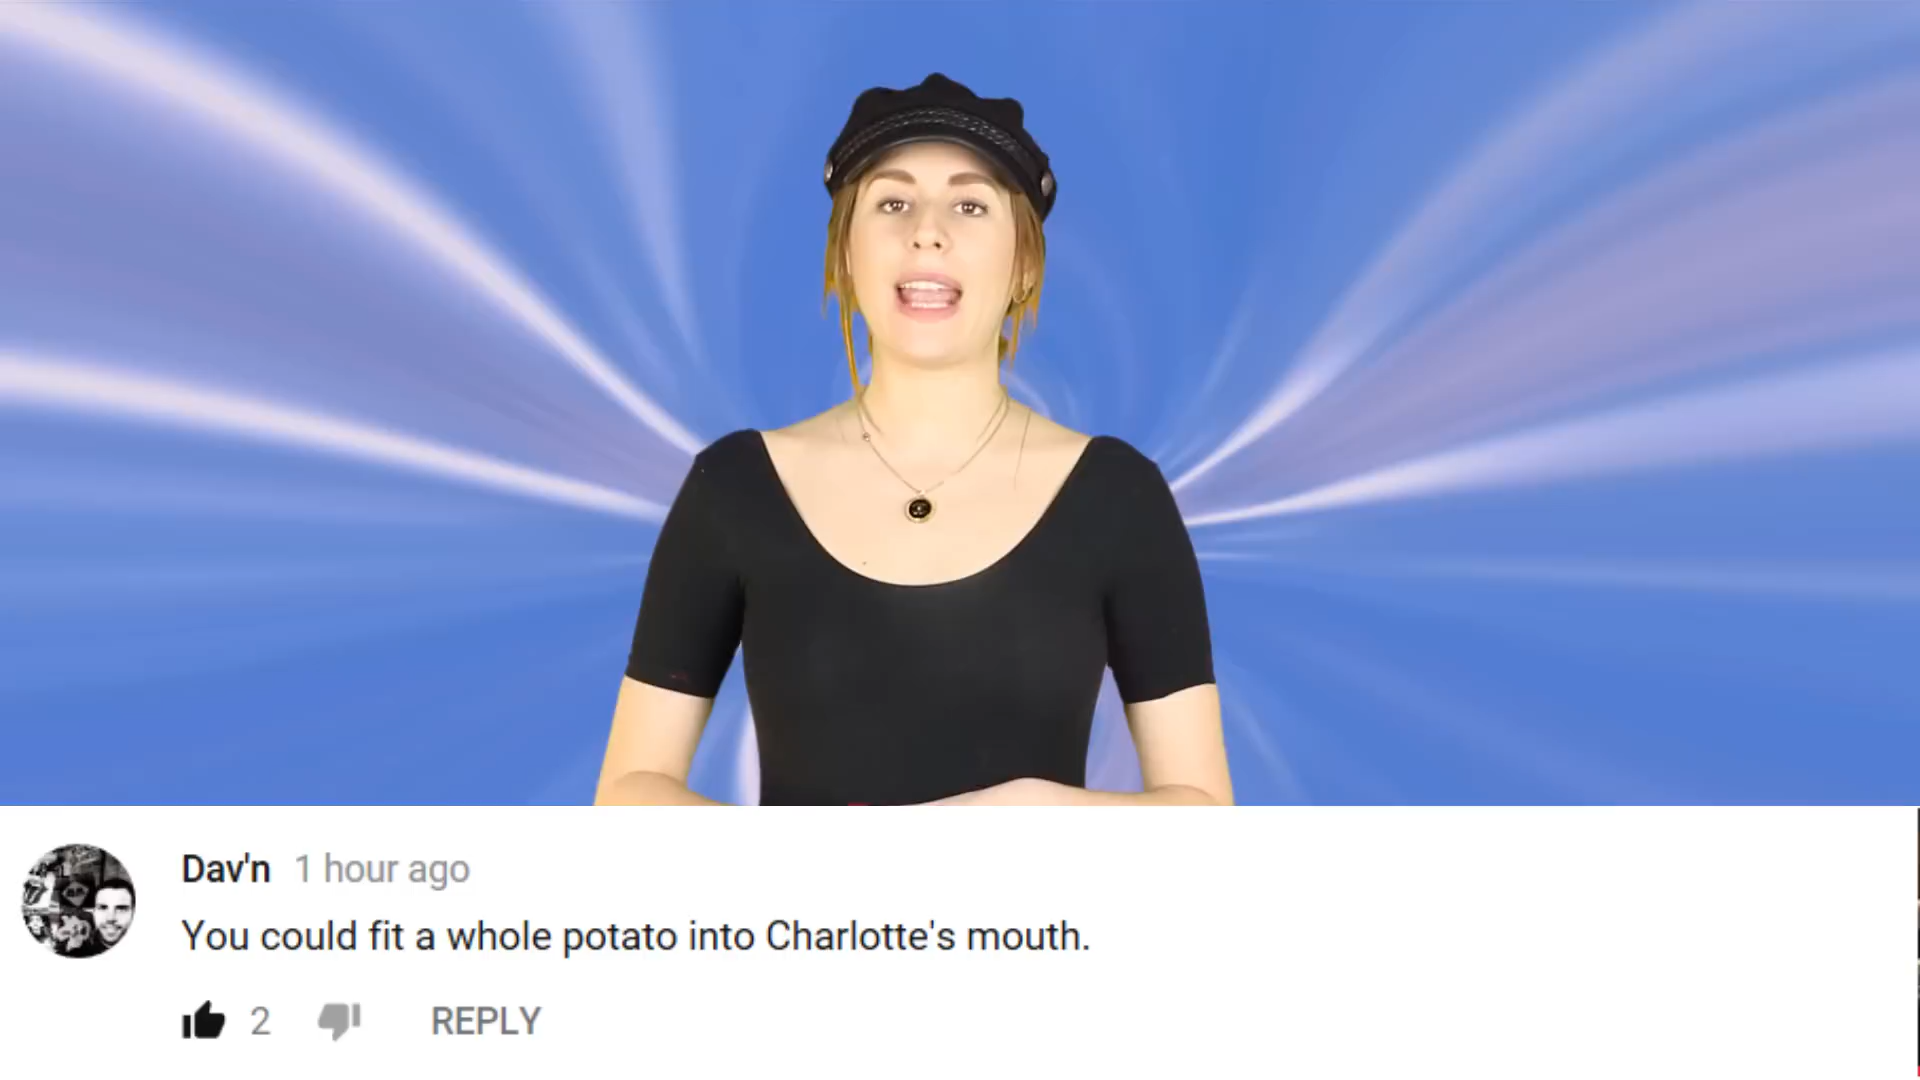 Dav'n 1 hour ago
You could fit a whole potato into Charlotte's mouth.
2 REPLY